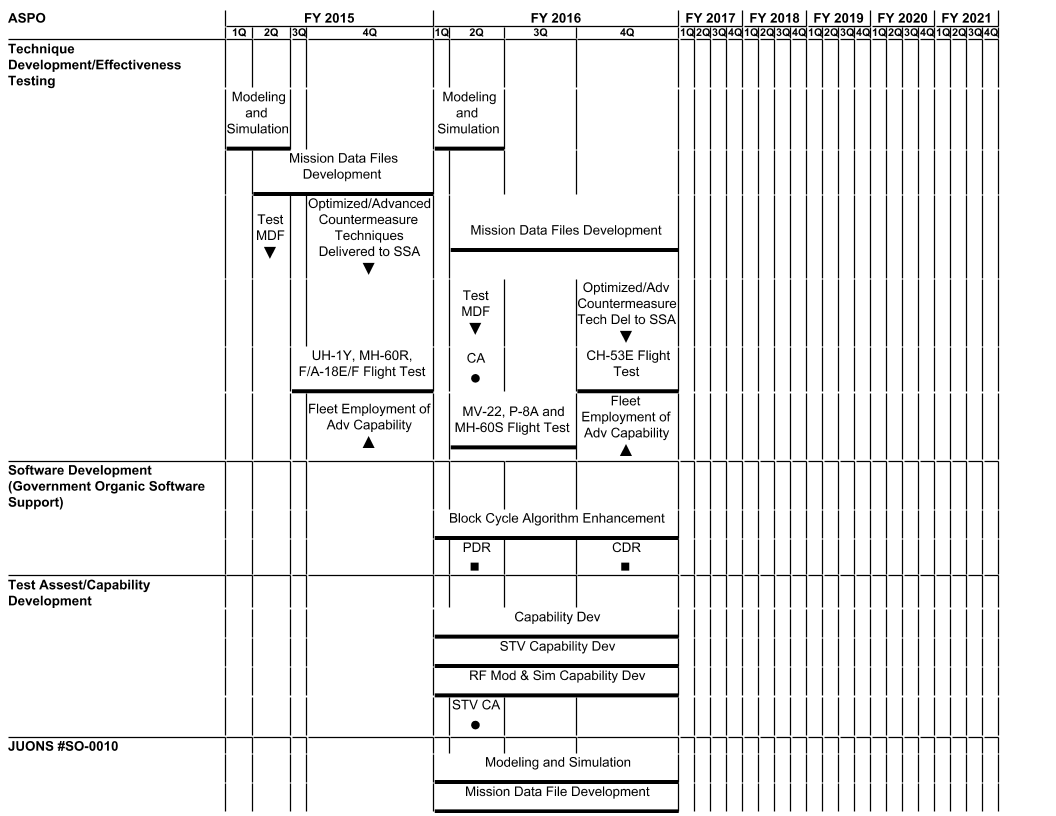 ASPO FY 2015 FY 2016 FY 2017 FY 2018 FY 2019 FY 2020 FY 2021
1Q 2Q 3Q 4Q 1Q 2Q 3Q 4Q 1Q 2Q 3Q 4Q 1Q 2Q 3Q 4Q 1Q 2Q 3Q 4Q 1Q 2Q 3Q 4Q 1Q 2Q 3Q 4Q
Technique
Development/Effectiveness
Testing
Modeling
and
Simulation
Modeling
and
Simulation
Mission Data Files
Development
Test
MDF
Optimized/Advanced
Countermeasure
Techniques
Delivered to SSA
Mission Data Files Development
Test
MDF
Optimized/Adv
Countermeasure
Tech Del to SSA
UH-1Y, MH-60R,
F/A-18E/F Flight Test
CA
CH-53E Flight
Test
Fleet Employment of
Adv Capability
MV-22, P-8A and
MH-60S Flight Test
Fleet
Employment of
Adv Capability
Software Development
(Government Organic Software
Support)
Block Cycle Algorithm Enhancement
PDR CDR
Test Assest/Capability
Development
Capability Dev
STV Capability Dev
RF Mod & Sim Capability Dev
STV CA
JUONS #SO-0010
Modeling and Simulation
Mission Data File Development